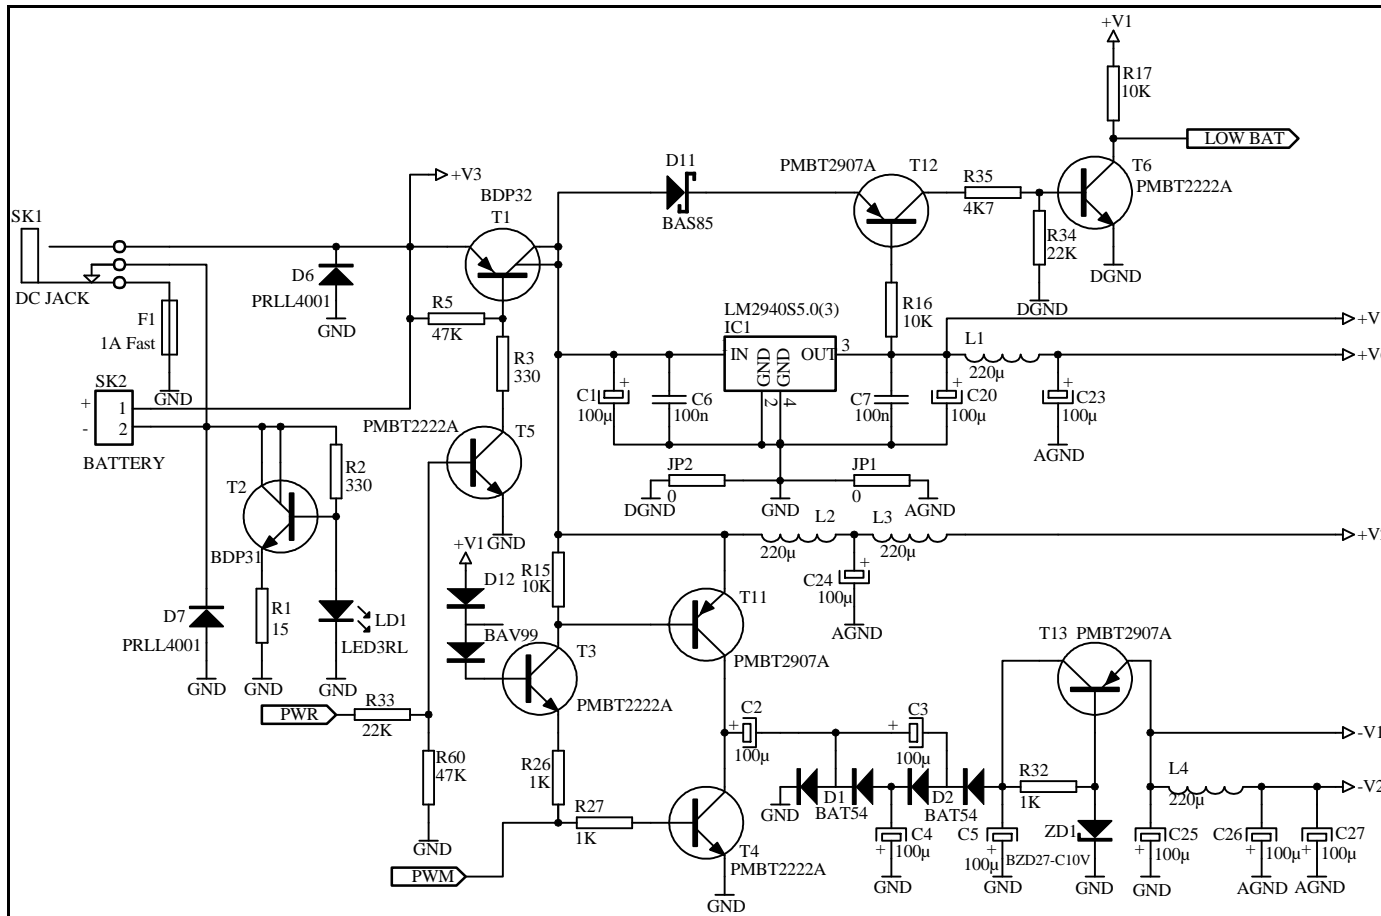 +V1
R17
10K
LOW BAT
D11
BAS85
PMBT2907A
T12
R35
4K7
T6
PMBT2222A
R34
22K
DGND
DGND
+V3
BDP32
T1
SK1
DC JACK
D6
PRLL4001
GND
F1
1A Fast
GND
R5
47K
R3
330
R16
10K
LM2940S5.0(3)
IC1
IN
GND
GND
OUT
3
2
4
L1
220µ
+V
+V
SK2
+
1
-
2
BATTERY
C1
+
100µ
C6
100n
C7
100n
+
C20
100µ
+
C23
100µ
AGND
PMBT2222A
T5
GND
R2
330
T2
BDP31
JP2
0
DGND
GND
JP1
0
AGND
+V1
D12
BAV99
R15
10K
L2
220µ
L3
220µ
+V
C24
+
100µ
AGND
D7
PRLL4001
GND
R1
15
GND
LD1
LED3RL
GND
T3
PMBT2222A
T11
PMBT2907A
T13
PMBT2907A
PWR
R33
22K
R60
47K
GND
R26
1K
R27
1K
PWM
T4
PMBT2222A
GND
C2
+
100µ
C3
+
100µ
GND
D1
BAT54
D2
BAT54
C4
+
100µ
GND
C5
+
100µ
GND
R32
1K
ZD1
BZD27-C10V
GND
-V1
L4
220µ
-V2
C25
+
100µ
GND
C26
+
100µ
AGND
C27
+
100µ
AGND